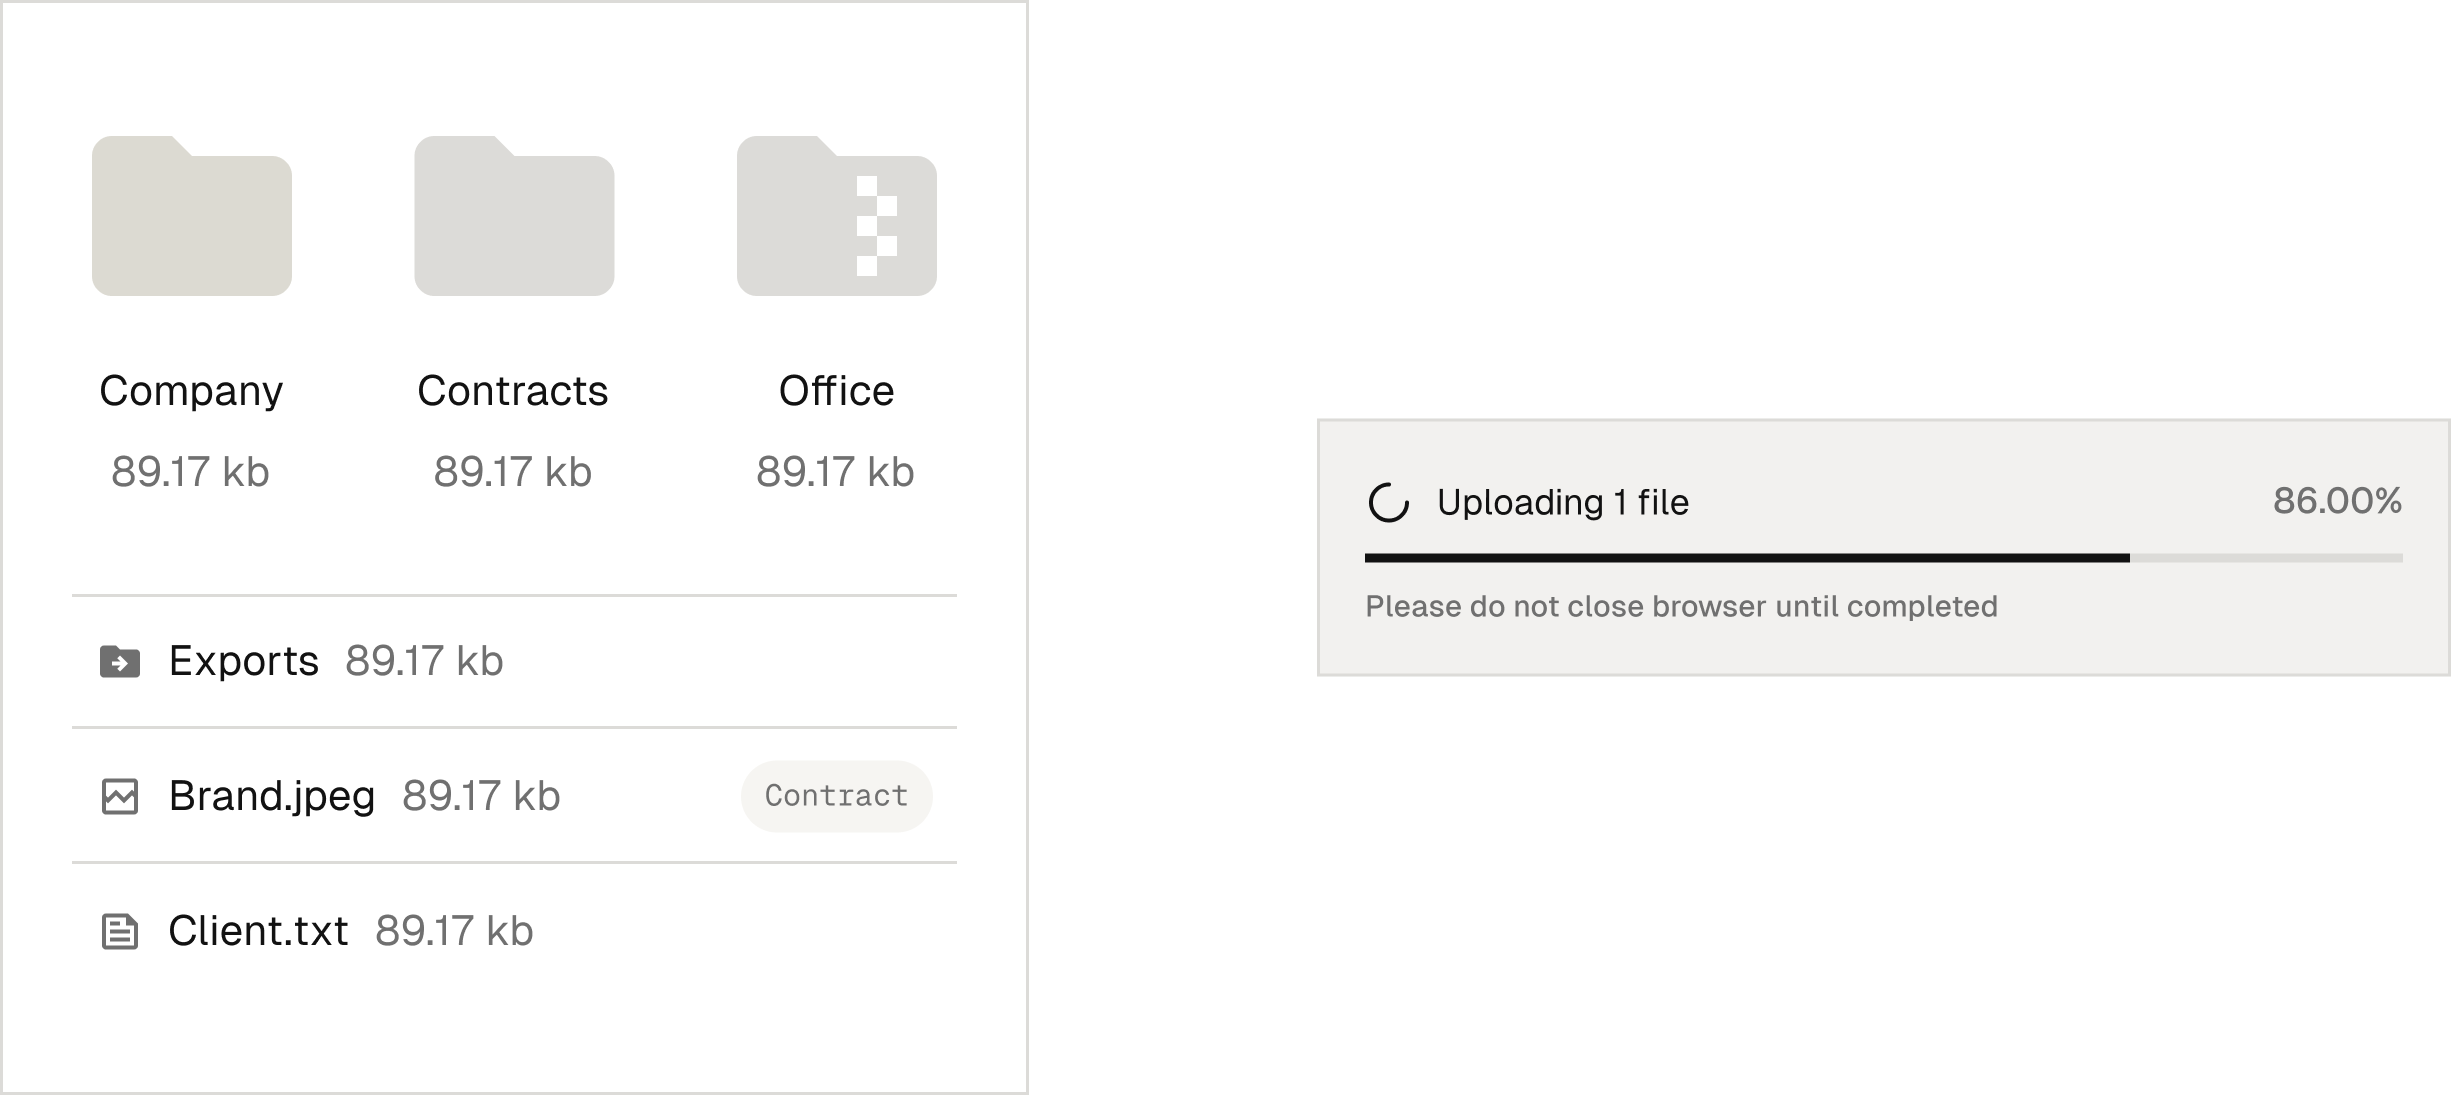 Company
Contracts
Office
89.17 kb
89.17 kb
89.17 kb
Exports 89.17 kb
Brand.jpeg 89.17 kb Contract
Client.txt 89.17 kb
Uploading 1 file 86.00%
Please do not close browser until completed